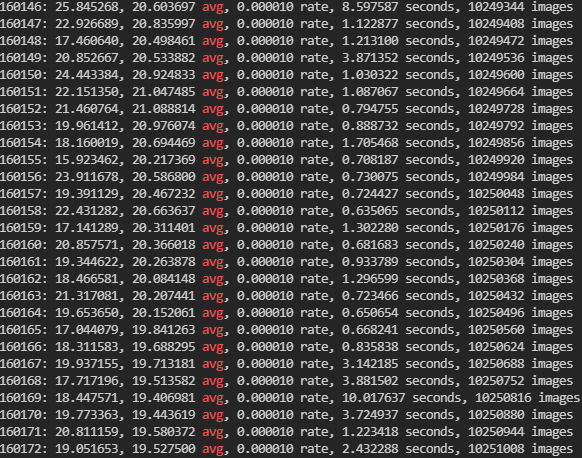 160146: 25.845268, 20.603697 avg, 0.000010 rate, 8.597587 seconds, 10249344 images
160147: 22.926689, 20.835997 avg, 0.000010 rate, 1.122877 seconds, 10249408 images
160148: 17.460640, 20.498461 avg, 0.000010 rate, 1.213100 seconds, 10249472 images
160149: 20.852667, 20.533882 avg, 0.000010 rate, 3.871352 seconds, 10249536 images
160150: 24.443384, 20.924833 avg, 0.000010 rate, 1.030322 seconds, 10249600 images
160151: 22.151350, 21.047485 avg, 0.000010 rate, 1.087067 seconds, 10249664 images
160152: 21.460764, 21.088814 avg, 0.000010 rate, 0.794755 seconds, 10249728 images
160153: 19.961412, 20.976074 avg, 0.000010 rate, 0.888732 seconds, 10249792 images
160154: 18.160019, 20.694469 avg, 0.000010 rate, 1.705468 seconds, 10249856 images
160155: 15.923462, 20.217369 avg, 0.000010 rate, 0.708187 seconds, 10249920 images
160156: 23.911678, 20.586800 avg, 0.000010 rate, 0.730075 seconds, 10249984 images
160157: 19.391129, 20.467232 avg, 0.000010 rate, 0.724427 seconds, 10250048 images
160158: 22.431282, 20.663637 avg, 0.000010 rate, 0.635065 seconds, 10250112 images
160159: 17.141289, 20.311401 avg, 0.000010 rate, 1.302280 seconds, 10250176 images
160160: 20.857571, 20.366018 avg, 0.000010 rate, 0.681683 seconds, 10250240 images
160161: 19.344622, 20.263878 avg, 0.000010 rate, 0.933789 seconds, 10250304 images
160162: 18.466581, 20.084148 avg, 0.000010 rate, 1.296599 seconds, 10250368 images
160163: 21.317081, 20.207441 avg, 0.000010 rate, 0.723466 seconds, 10250432 images
160164: 19.653650, 20.152061 avg, 0.000010 rate, 0.650654 seconds, 10250496 images
160165: 17.044079, 19.841263 avg, 0.000010 rate, 0.668241 seconds, 10250560 images
160166: 18.311583, 19.688295 avg, 0.000010 rate, 0.835838 seconds, 10250624 images
160167: 19.937155, 19.713181 avg, 0.000010 rate, 3.142185 seconds, 10250688 images
160168: 17.717196, 19.513582 avg, 0.000010 rate, 3.881502 seconds, 10250752 images
160169: 18.447571, 19.406981 avg, 0.000010 rate, 10.017637 seconds, 10250816 images
160170: 19.773363, 19.443619 avg, 0.000010 rate, 3.724937 seconds, 10250880 images
160171: 20.811159, 19.580372 avg, 0.000010 rate, 1.223418 seconds, 10250944 images
160172: 19.051653, 19.527500 avg, 0.000010 rate, 2.432288 seconds, 10251008 images